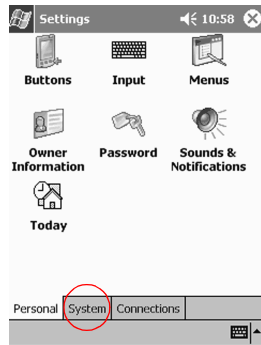 Settings 10:58
Buttons Input Menus
Owner Information Password Sounds & Notifications
Today
Personal System Connections